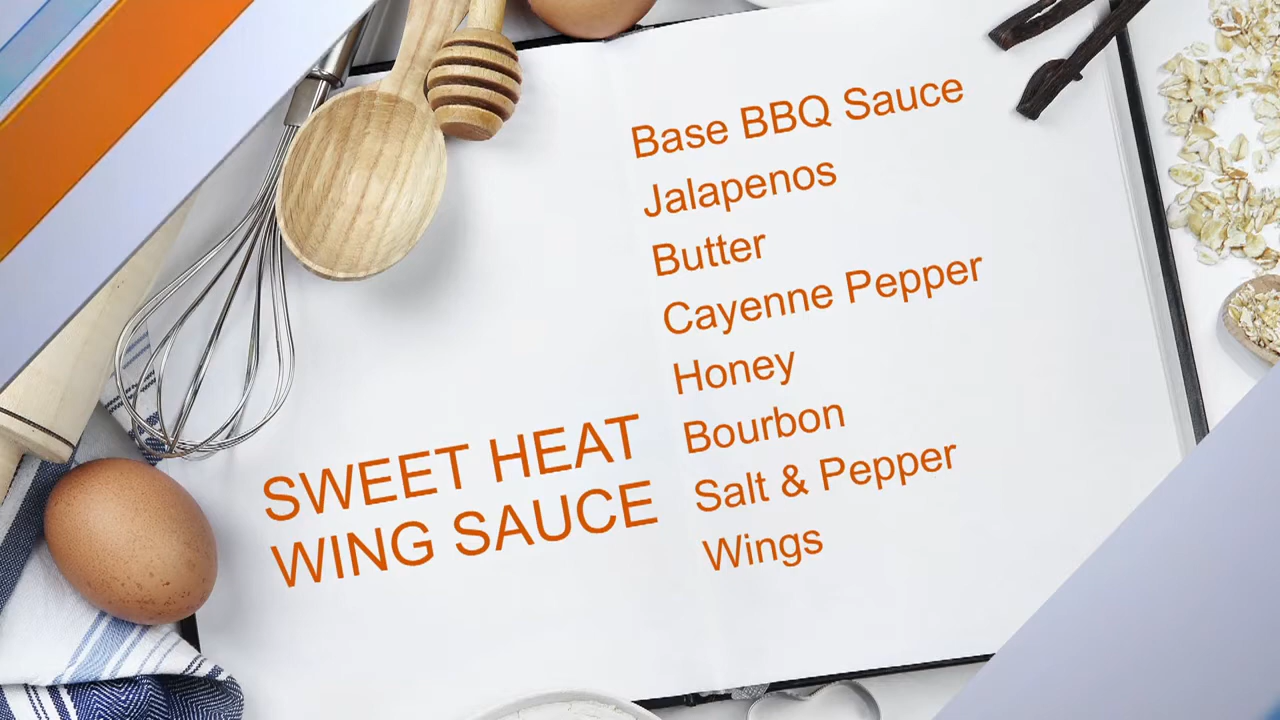 SWEET HEAT
WING SAUCE
Base BBQ Sauce
Jalapenos
Butter
Cayenne Pepper
Honey
Bourbon
Salt & Pepper
Wings